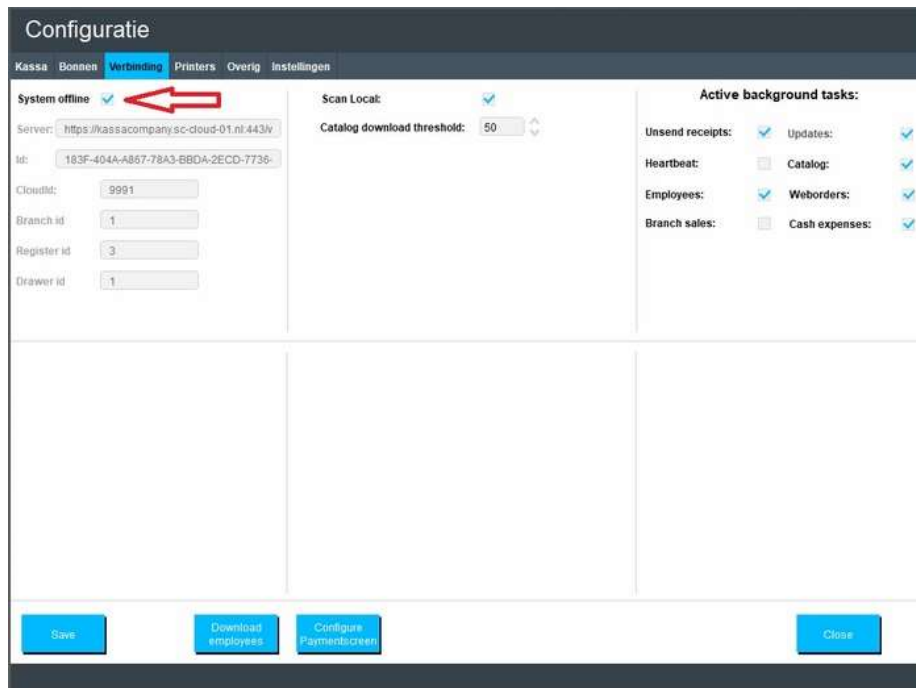 Configuratie
Kassa Bonnen Verbinding Printers Overig Instellingen
System offline
Server: https://kassacompany.sc-cloud-01.nl:443/v
Id: 183F-404A-A867-78A3-BBDA-2ECD-7736-
CloudId: 9991
Branch id 1
Register id 3
Drawer id 1
Scan Local:
Catalog download threshold: 50
Active background tasks:
Unsend receipts: Updates:
Heartbeat: Catalog:
Employees: Weborders:
Branch sales: Cash expenses:
Save
Download
employees
Configure
Paymentscreen
Close